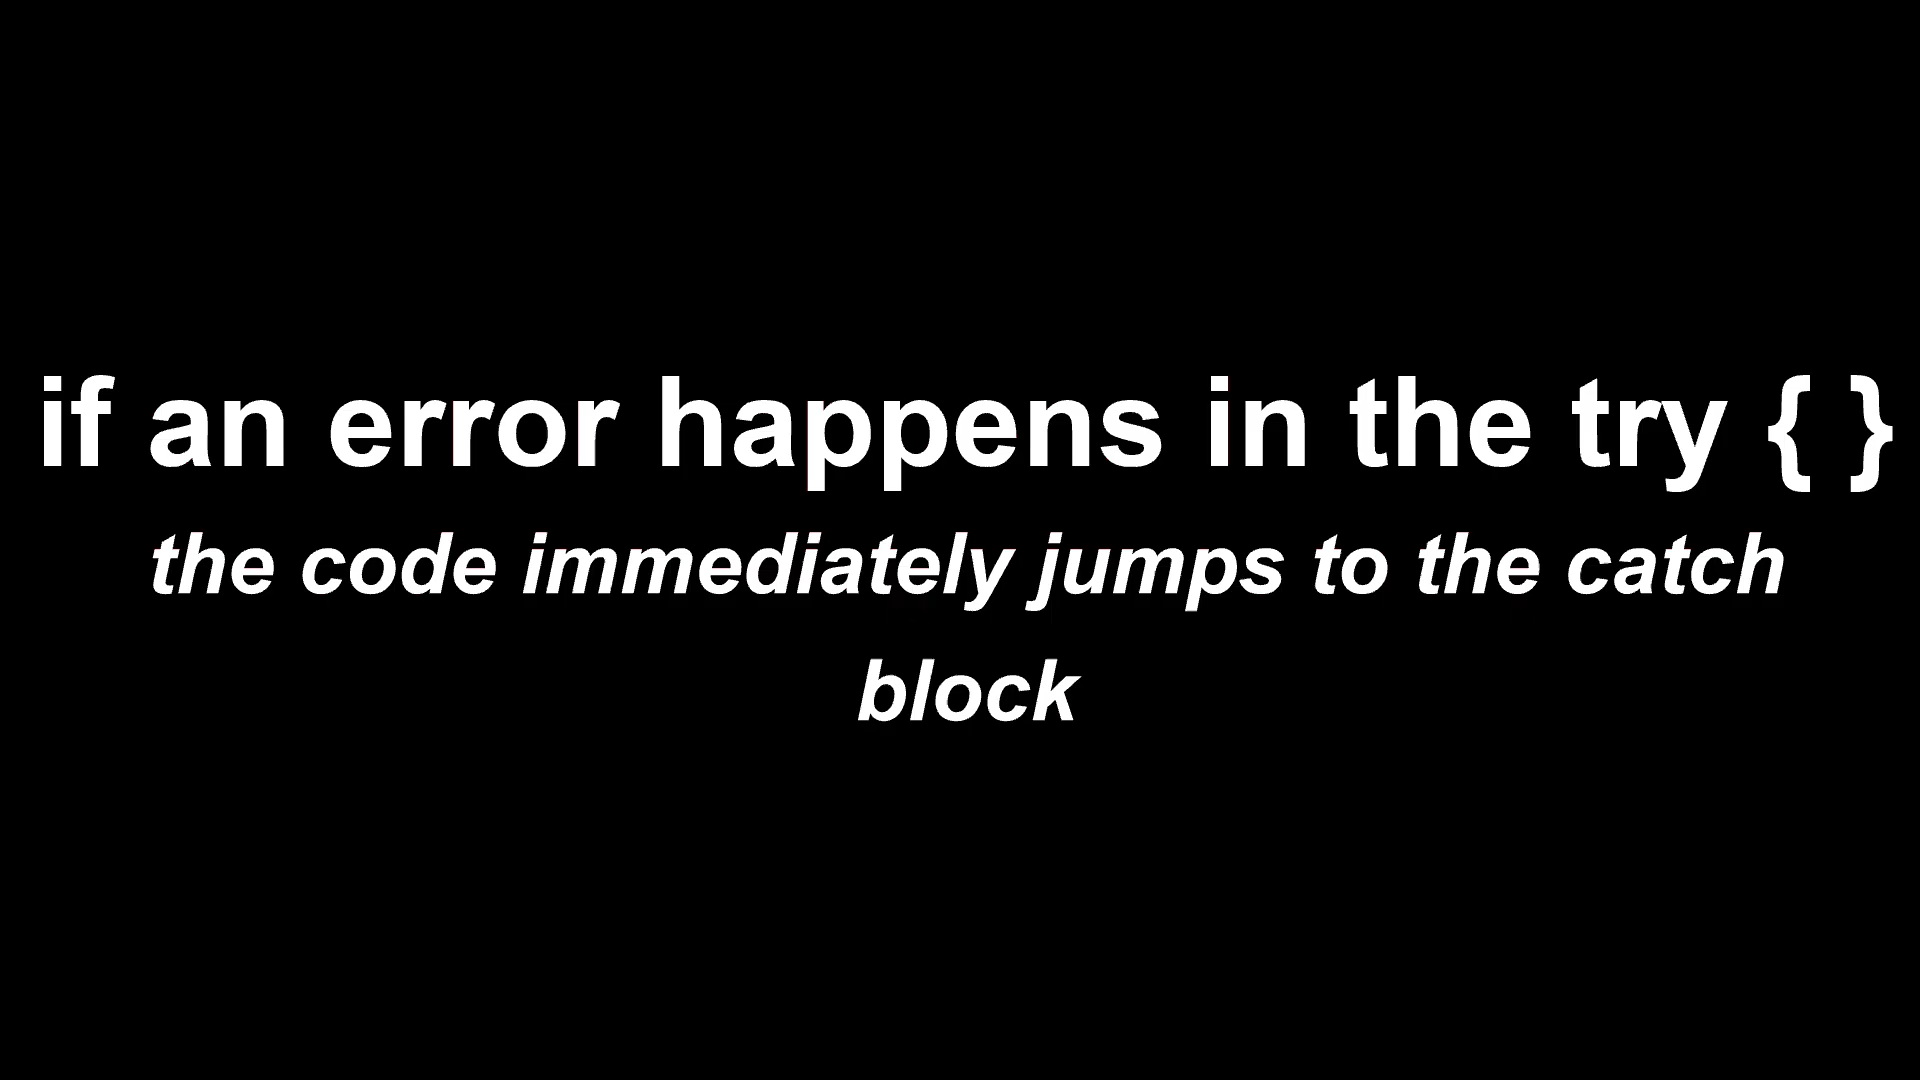 if an error happens in the try { }
the code immediately jumps to the catch
block